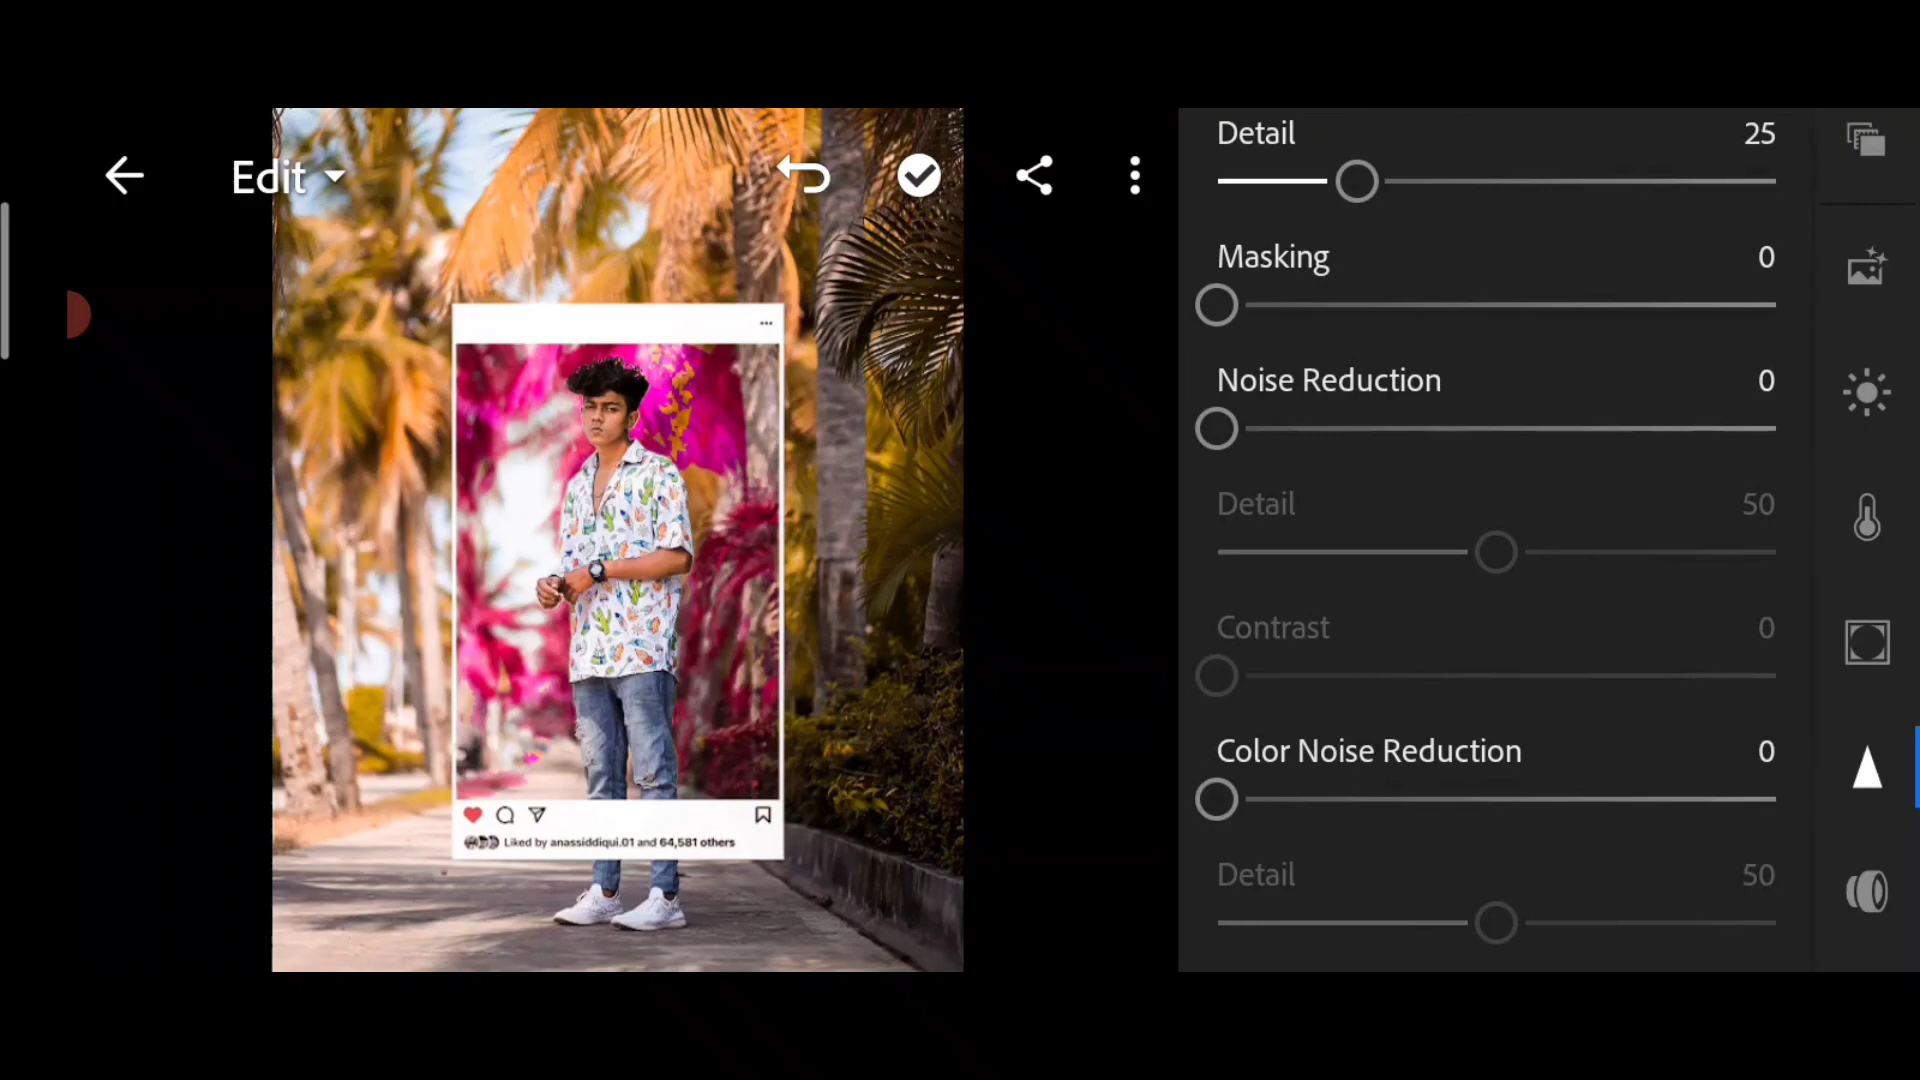 Edit
Detail 25
Masking 0
Noise Reduction 0
Detail 50
Contrast 0
Color Noise Reduction 0
Detail 50
Liked by anassiddiqui.01 and 64,581 others